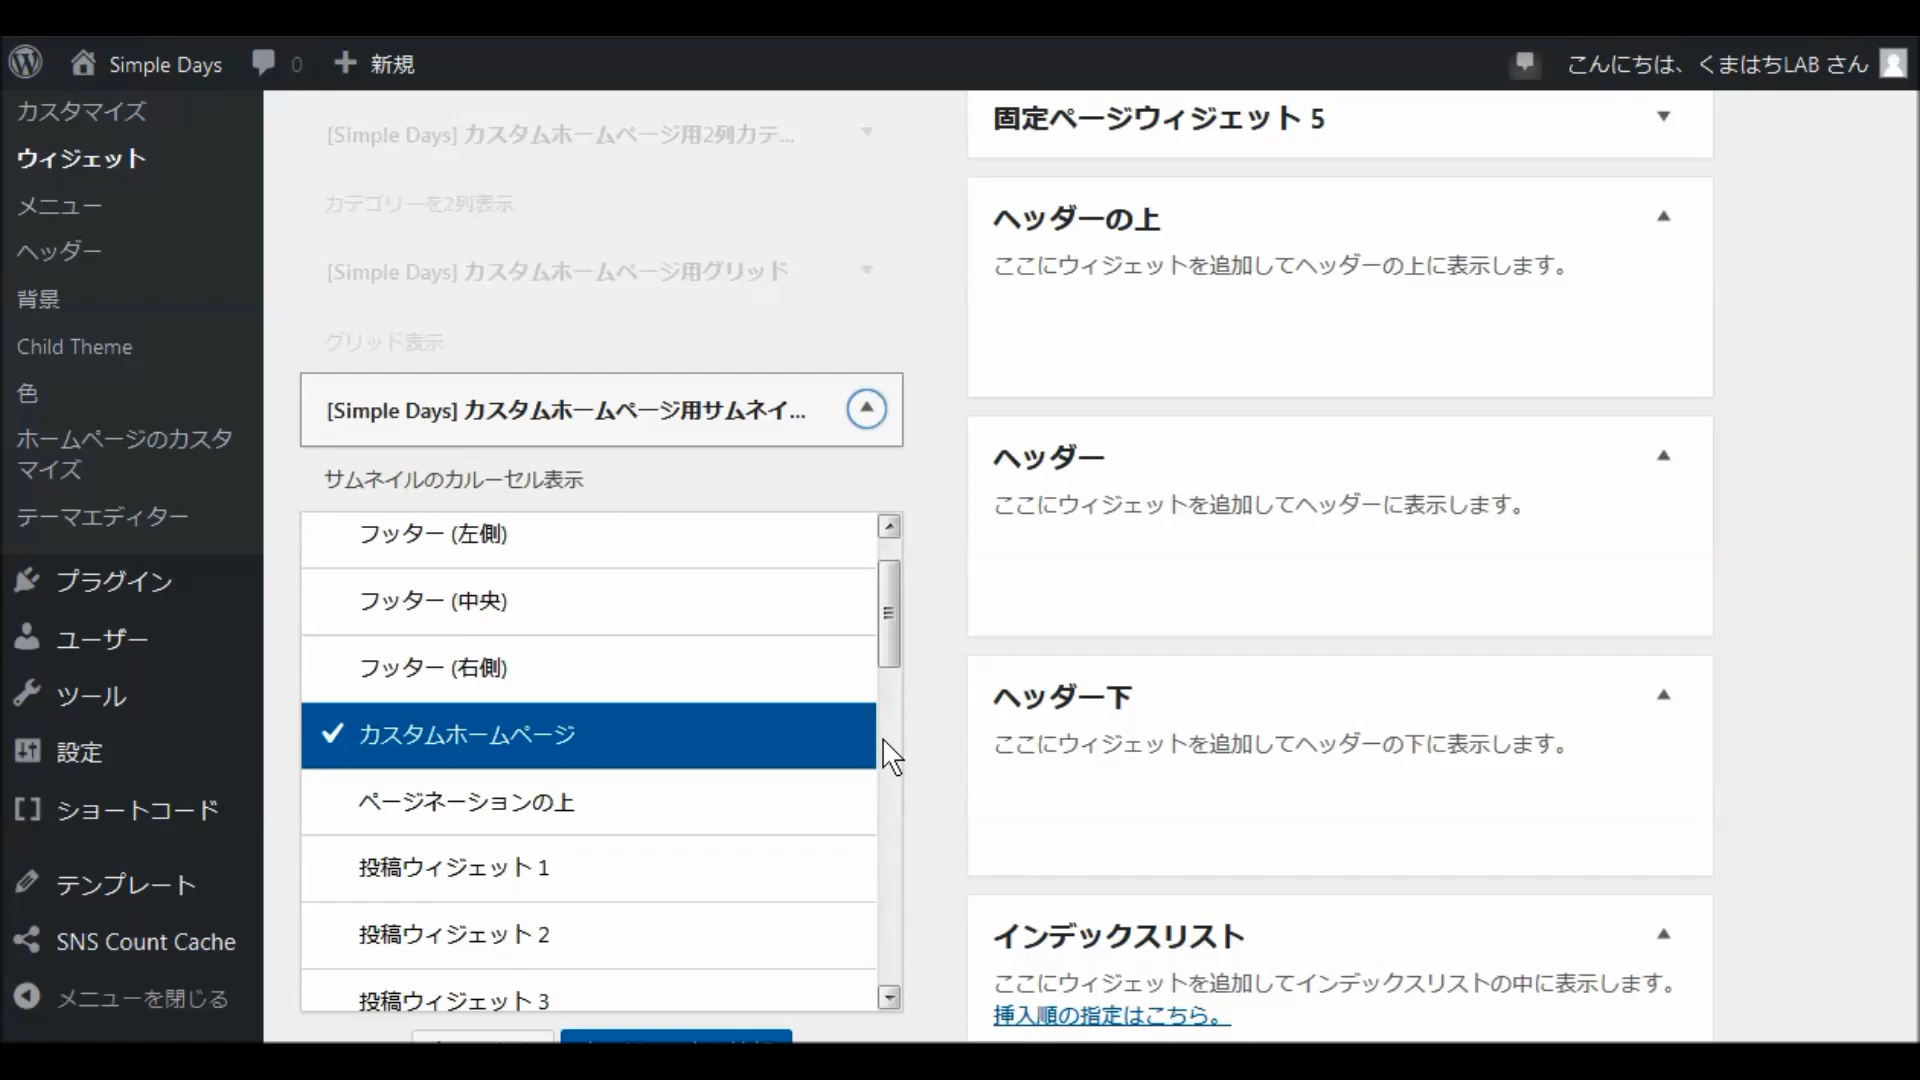 Simple Days
0
新規
こんにちは、くまはちLAB さん
カスタマイズ
ウィジェット
メニュー
ヘッダー
背景
Child Theme
色
ホームページのカスタ
マイズ
テーマエディター
プラグイン
ユーザー
ツール
設定
ショートコード
テンプレート
SNS Count Cache
メニューを閉じる
[Simple Days] カスタムホームページ用2列カテ...
カテゴリーを2列表示
[Simple Days] カスタムホームページ用グリッド
グリッド表示
[Simple Days] カスタムホームページ用サムネイ...
サムネイルのカルーセル表示
フッター (左側)
フッター (中央)
フッター (右側)
カスタムホームページ
ページネーションの上
投稿ウィジェット 1
投稿ウィジェット 2
投稿ウィジェット 3
固定ページウィジェット 5
ヘッダーの上
ここにウィジェットを追加してヘッダーの上に表示します。
ヘッダー
ここにウィジェットを追加してヘッダーに表示します。
ヘッダー下
ここにウィジェットを追加してヘッダーの下に表示します。
インデックスリスト
ここにウィジェットを追加してインデックスリストの中に表示します。
挿入順の指定はこちら。